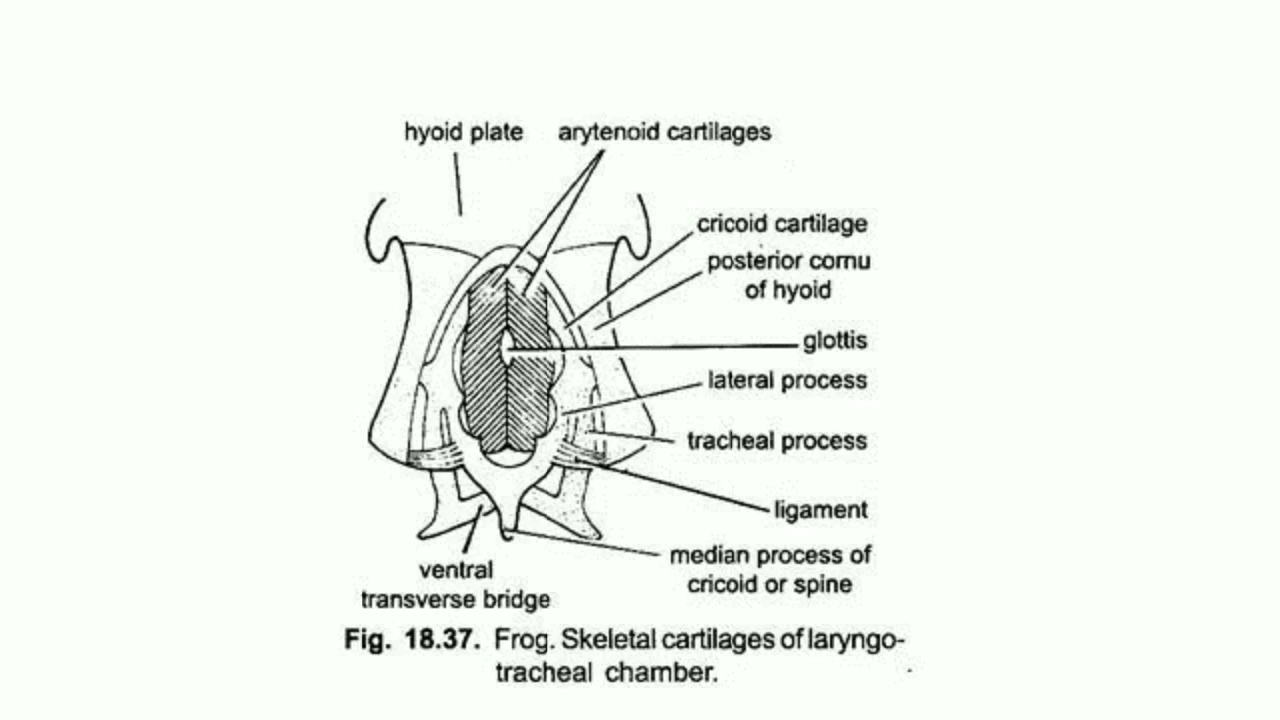 hyoid plate
arytenoid cartilages
cricoid cartilage
posterior cornu
of hyoid
glottis
lateral process
tracheal process
ligament
median process of
cricoid or spine
ventral
transverse bridge
Fig. 18.37. Frog. Skeletal cartilages of laryngo-
tracheal chamber.